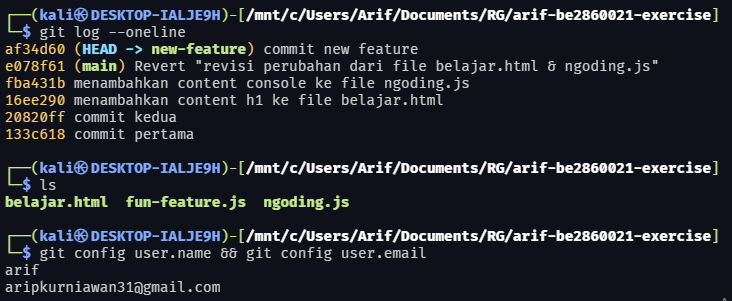 ┌──(kali㉿DESKTOP-IALJE9H)-[/mnt/c/Users/Arif/Documents/RG/arif-be2860021-exercise]
└─$ git log --oneline
af34d60 (HEAD -> new-feature) commit new feature
e078f61 (main) Revert "revisi perubahan dari file belajar.html & ngoding.js"
fba431b menambahkan content console ke file ngoding.js
16ee290 menambahkan content h1 ke file belajar.html
20820ff commit kedua
133c618 commit pertama
┌──(kali㉿DESKTOP-IALJE9H)-[/mnt/c/Users/Arif/Documents/RG/arif-be2860021-exercise]
└─$ ls
belajar.html  fun-feature.js  ngoding.js
┌──(kali㉿DESKTOP-IALJE9H)-[/mnt/c/Users/Arif/Documents/RG/arif-be2860021-exercise]
└─$ git config user.name && git config user.email
arif
aripkurniawan31@gmail.com